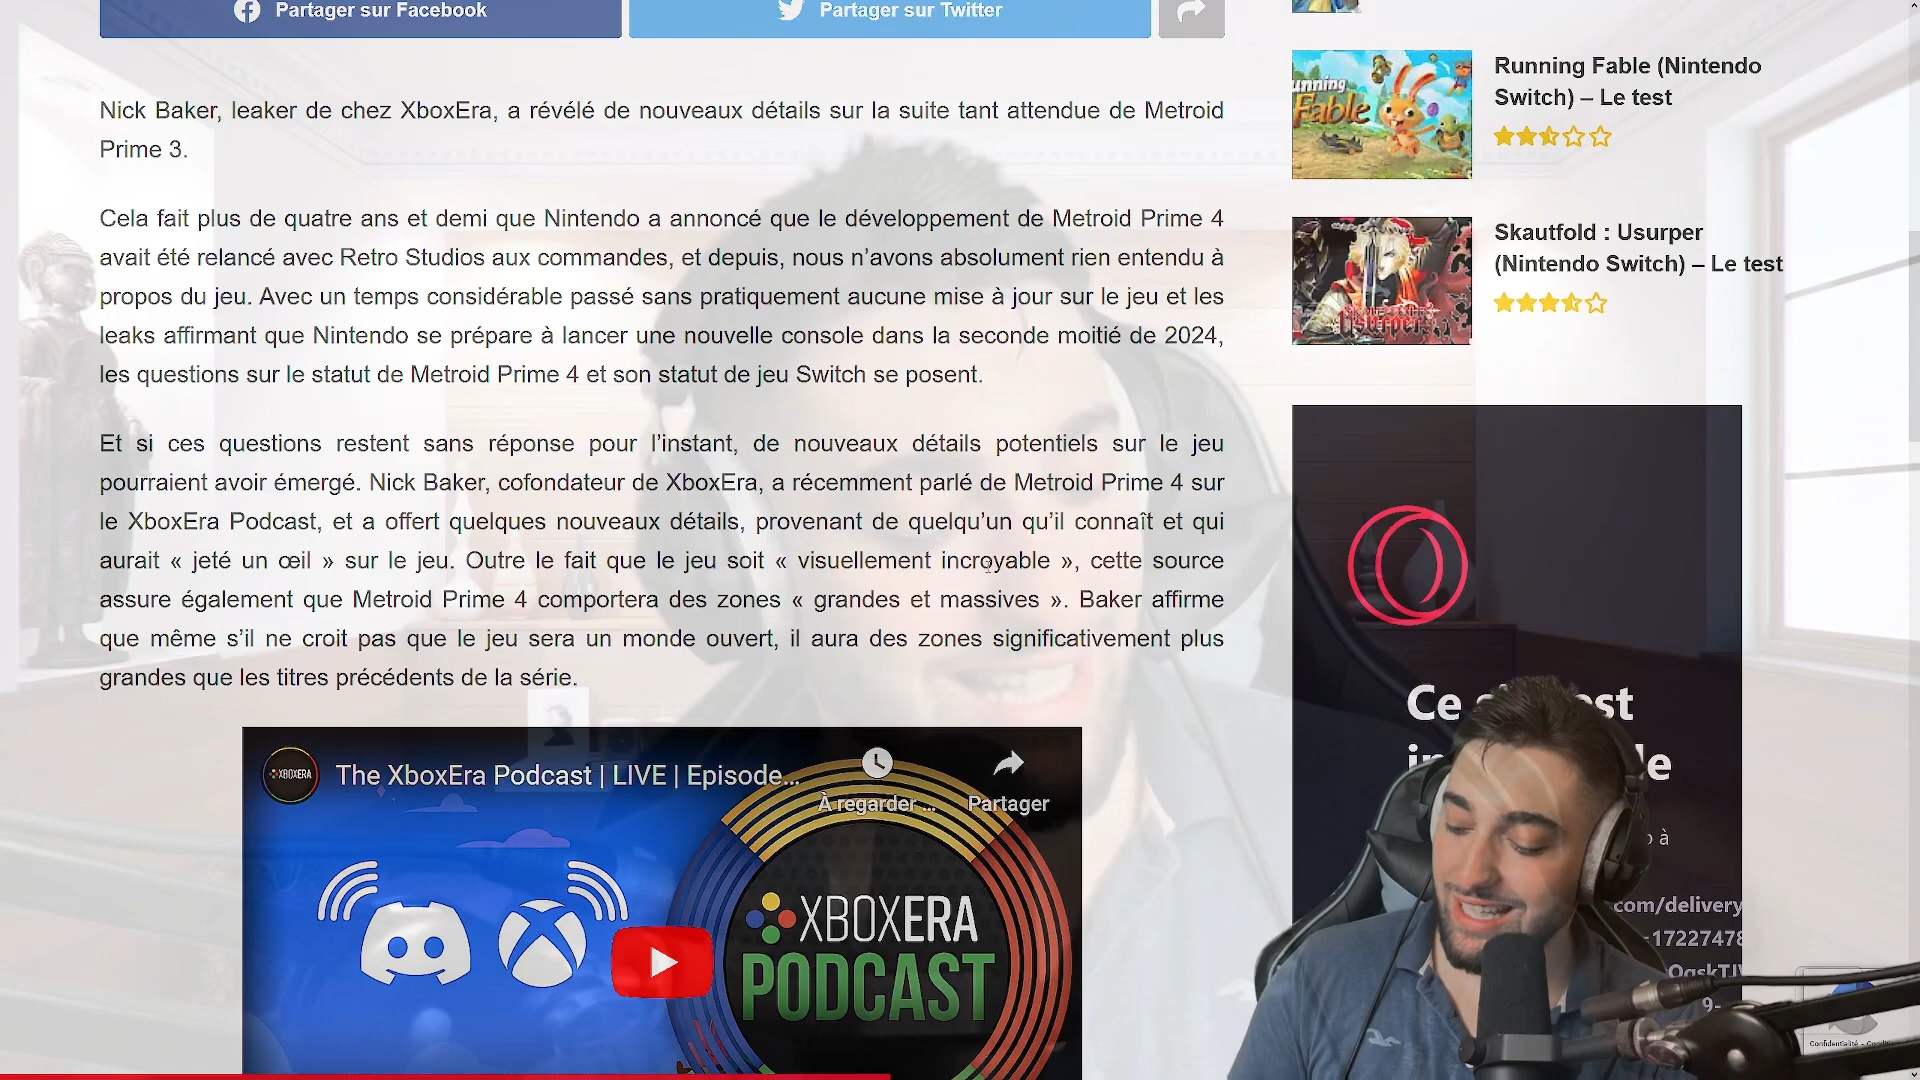 Partager sur Facebook
Partager sur Twitter
Nick Baker, leaker de chez XboxEra, a révélé de nouveaux détails sur la suite tant attendue de Metroid
Prime 3.
Cela fait plus de quatre ans et demi que Nintendo a annoncé que le développement de Metroid Prime 4
avait été relancé avec Retro Studios aux commandes, et depuis, nous n’avons absolument rien entendu à
propos du jeu. Avec un temps considérable passé sans pratiquement aucune mise à jour sur le jeu et les
leaks affirmant que Nintendo se prépare à lancer une nouvelle console dans la seconde moitié de 2024,
les questions sur le statut de Metroid Prime 4 et son statut de jeu Switch se posent.
Et si ces questions restent sans réponse pour l’instant, de nouveaux détails potentiels sur le jeu
pourraient avoir émergé. Nick Baker, cofondateur de XboxEra, a récemment parlé de Metroid Prime 4 sur
le XboxEra Podcast, et a offert quelques nouveaux détails, provenant de quelqu’un qu’il connaît et qui
aurait « jeté un œil » sur le jeu. Outre le fait que le jeu soit « visuellement incroyable », cette source
assure également que Metroid Prime 4 comportera des zones « grandes et massives ». Baker affirme
que même s’il ne croit pas que le jeu sera un monde ouvert, il aura des zones significativement plus
grandes que les titres précédents de la série.
XBOXERA
The XboxEra Podcast | LIVE | Episode...
À regarder ...
Partager
XBOXERA
PODCAST
unning
Fable
Running Fable (Nintendo
Switch) – Le test
Usurper
Skautfold : Usurper
(Nintendo Switch) – Le test
Ce
st
e
à
com/delivery
-17227478
9-
Confidentialité -